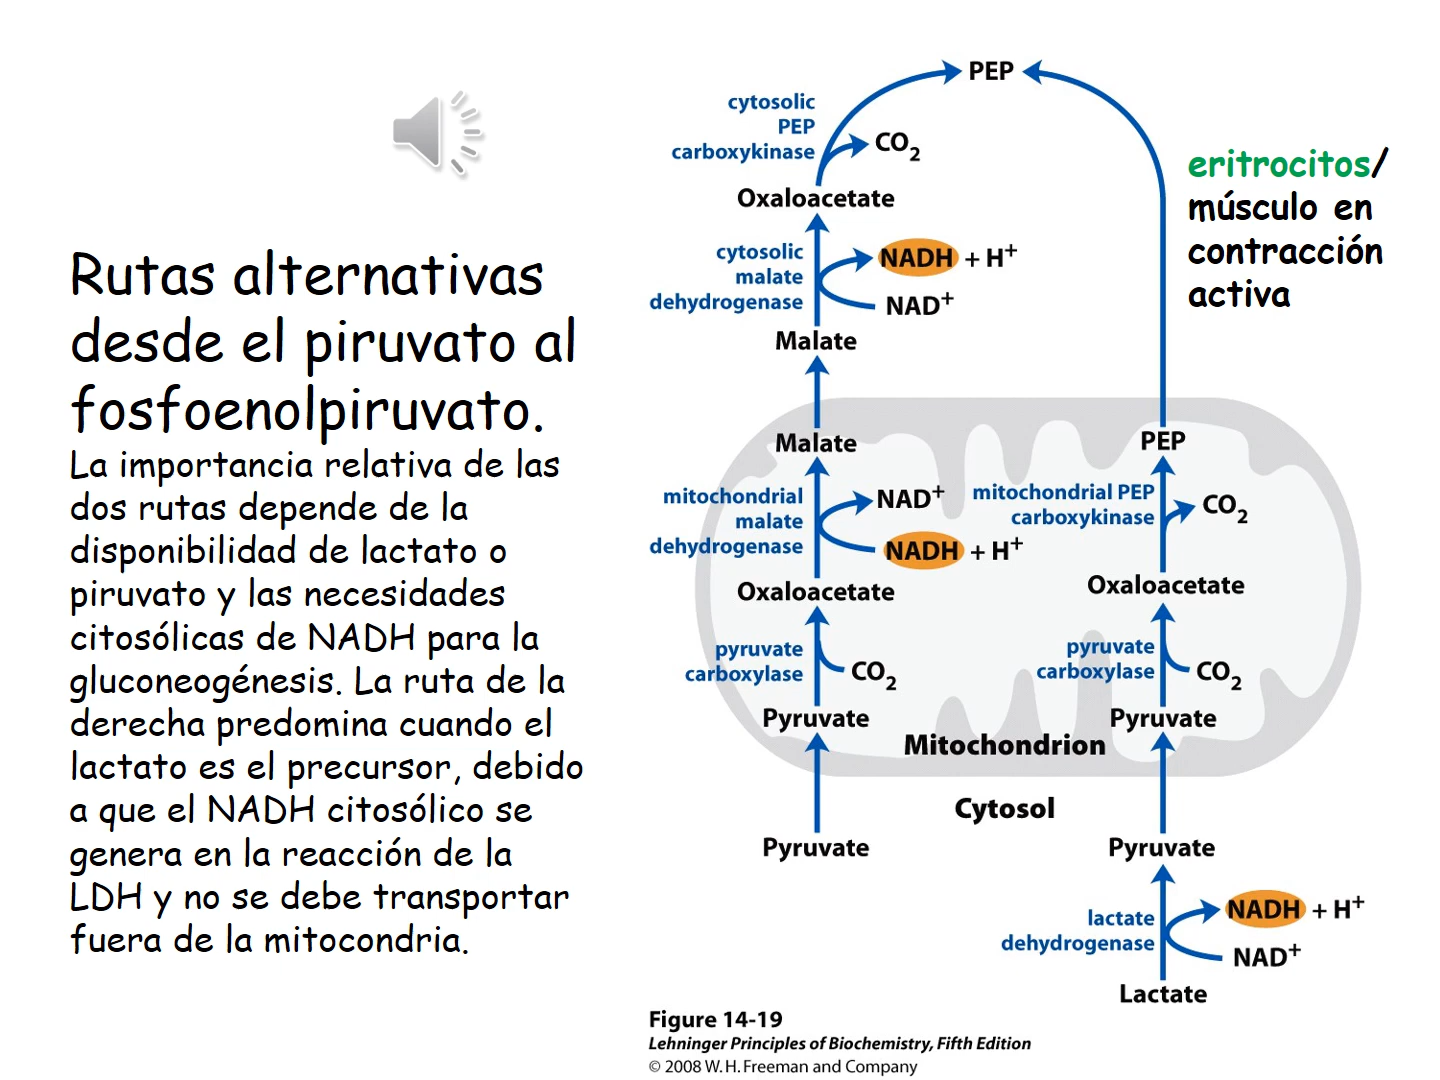 Rutas alternativas
desde el piruvato al
fosfoenolpiruvato.
La importancia relativa de las
dos rutas depende de la
disponibilidad de lactato o
piruvato y las necesidades
citosólicas de NADH para la
gluconeogénesis. La ruta de la
derecha predomina cuando el
lactato es el precursor, debido
a que el NADH citosólico se
genera en la reacción de la
LDH y no se debe transportar
fuera de la mitocondria.
PEP
cytosolic
PEP
carboxykinase
CO2
Oxaloacetate
cytosolic
malate
dehydrogenase
NADH + H+
NAD+
Malate
Malate
mitochondrial
malate
dehydrogenase
NAD+
NADH + H+
Oxaloacetate
pyruvate
carboxylase
CO2
Pyruvate
Pyruvate
eritrocitos/
músculo en
contracción
activa
PEP
mitochondrial PEP
carboxykinase
CO2
Oxaloacetate
pyruvate
carboxylase
CO2
Pyruvate
Mitochondrion
Cytosol
Pyruvate
lactate
dehydrogenase
NADH + H+
NAD+
Lactate
Figure 14-19
Lehninger Principles of Biochemistry, Fifth Edition
© 2008 W. H. Freeman and Company